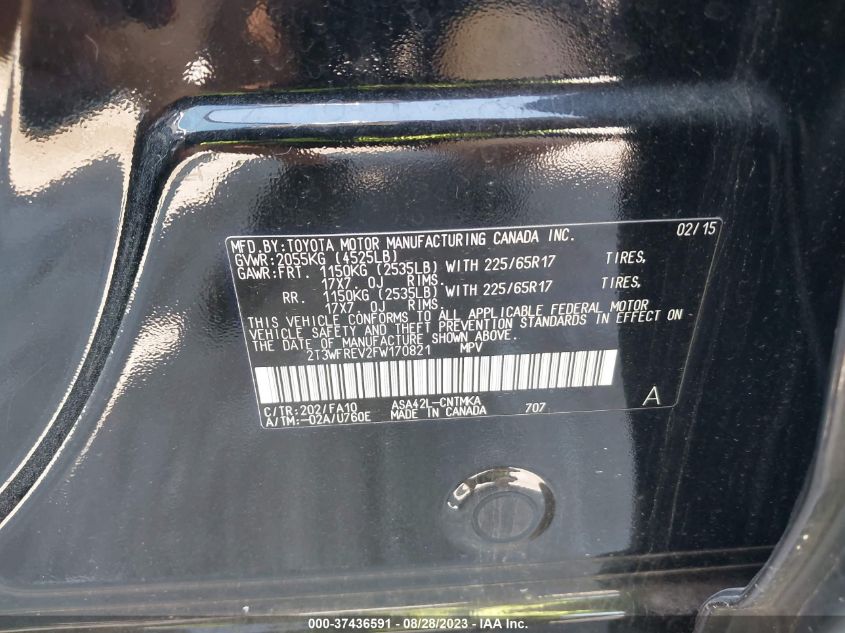 MFD.BY:TOYOTA MOTOR MANUFACTURING CANADA INC. 02/15
GVWR:2055KG (4525LB)
GAWR:FRT. 1150KG (2535LB) WITH 225/65R17 TIRES,
17X7.0J RIMS.
RR. 1150KG (2535LB) WITH 225/65R17 TIRES,
17X7.0J RIMS.
THIS VEHICLE CONFORMS TO ALL APPLICABLE FEDERAL MOTOR
VEHICLE SAFETY AND THEFT PREVENTION STANDARDS IN EFFECT ON
THE DATE OF MANUFACTURE SHOWN ABOVE.
2T3WFREV2FW170821 MPV
C/TR:202/FA10 ASA42L-CNTMKA
A/TM:-02A/U760E MADE IN CANADA 707 A
000-37436591 / 08/28/2023 - IAA Inc.